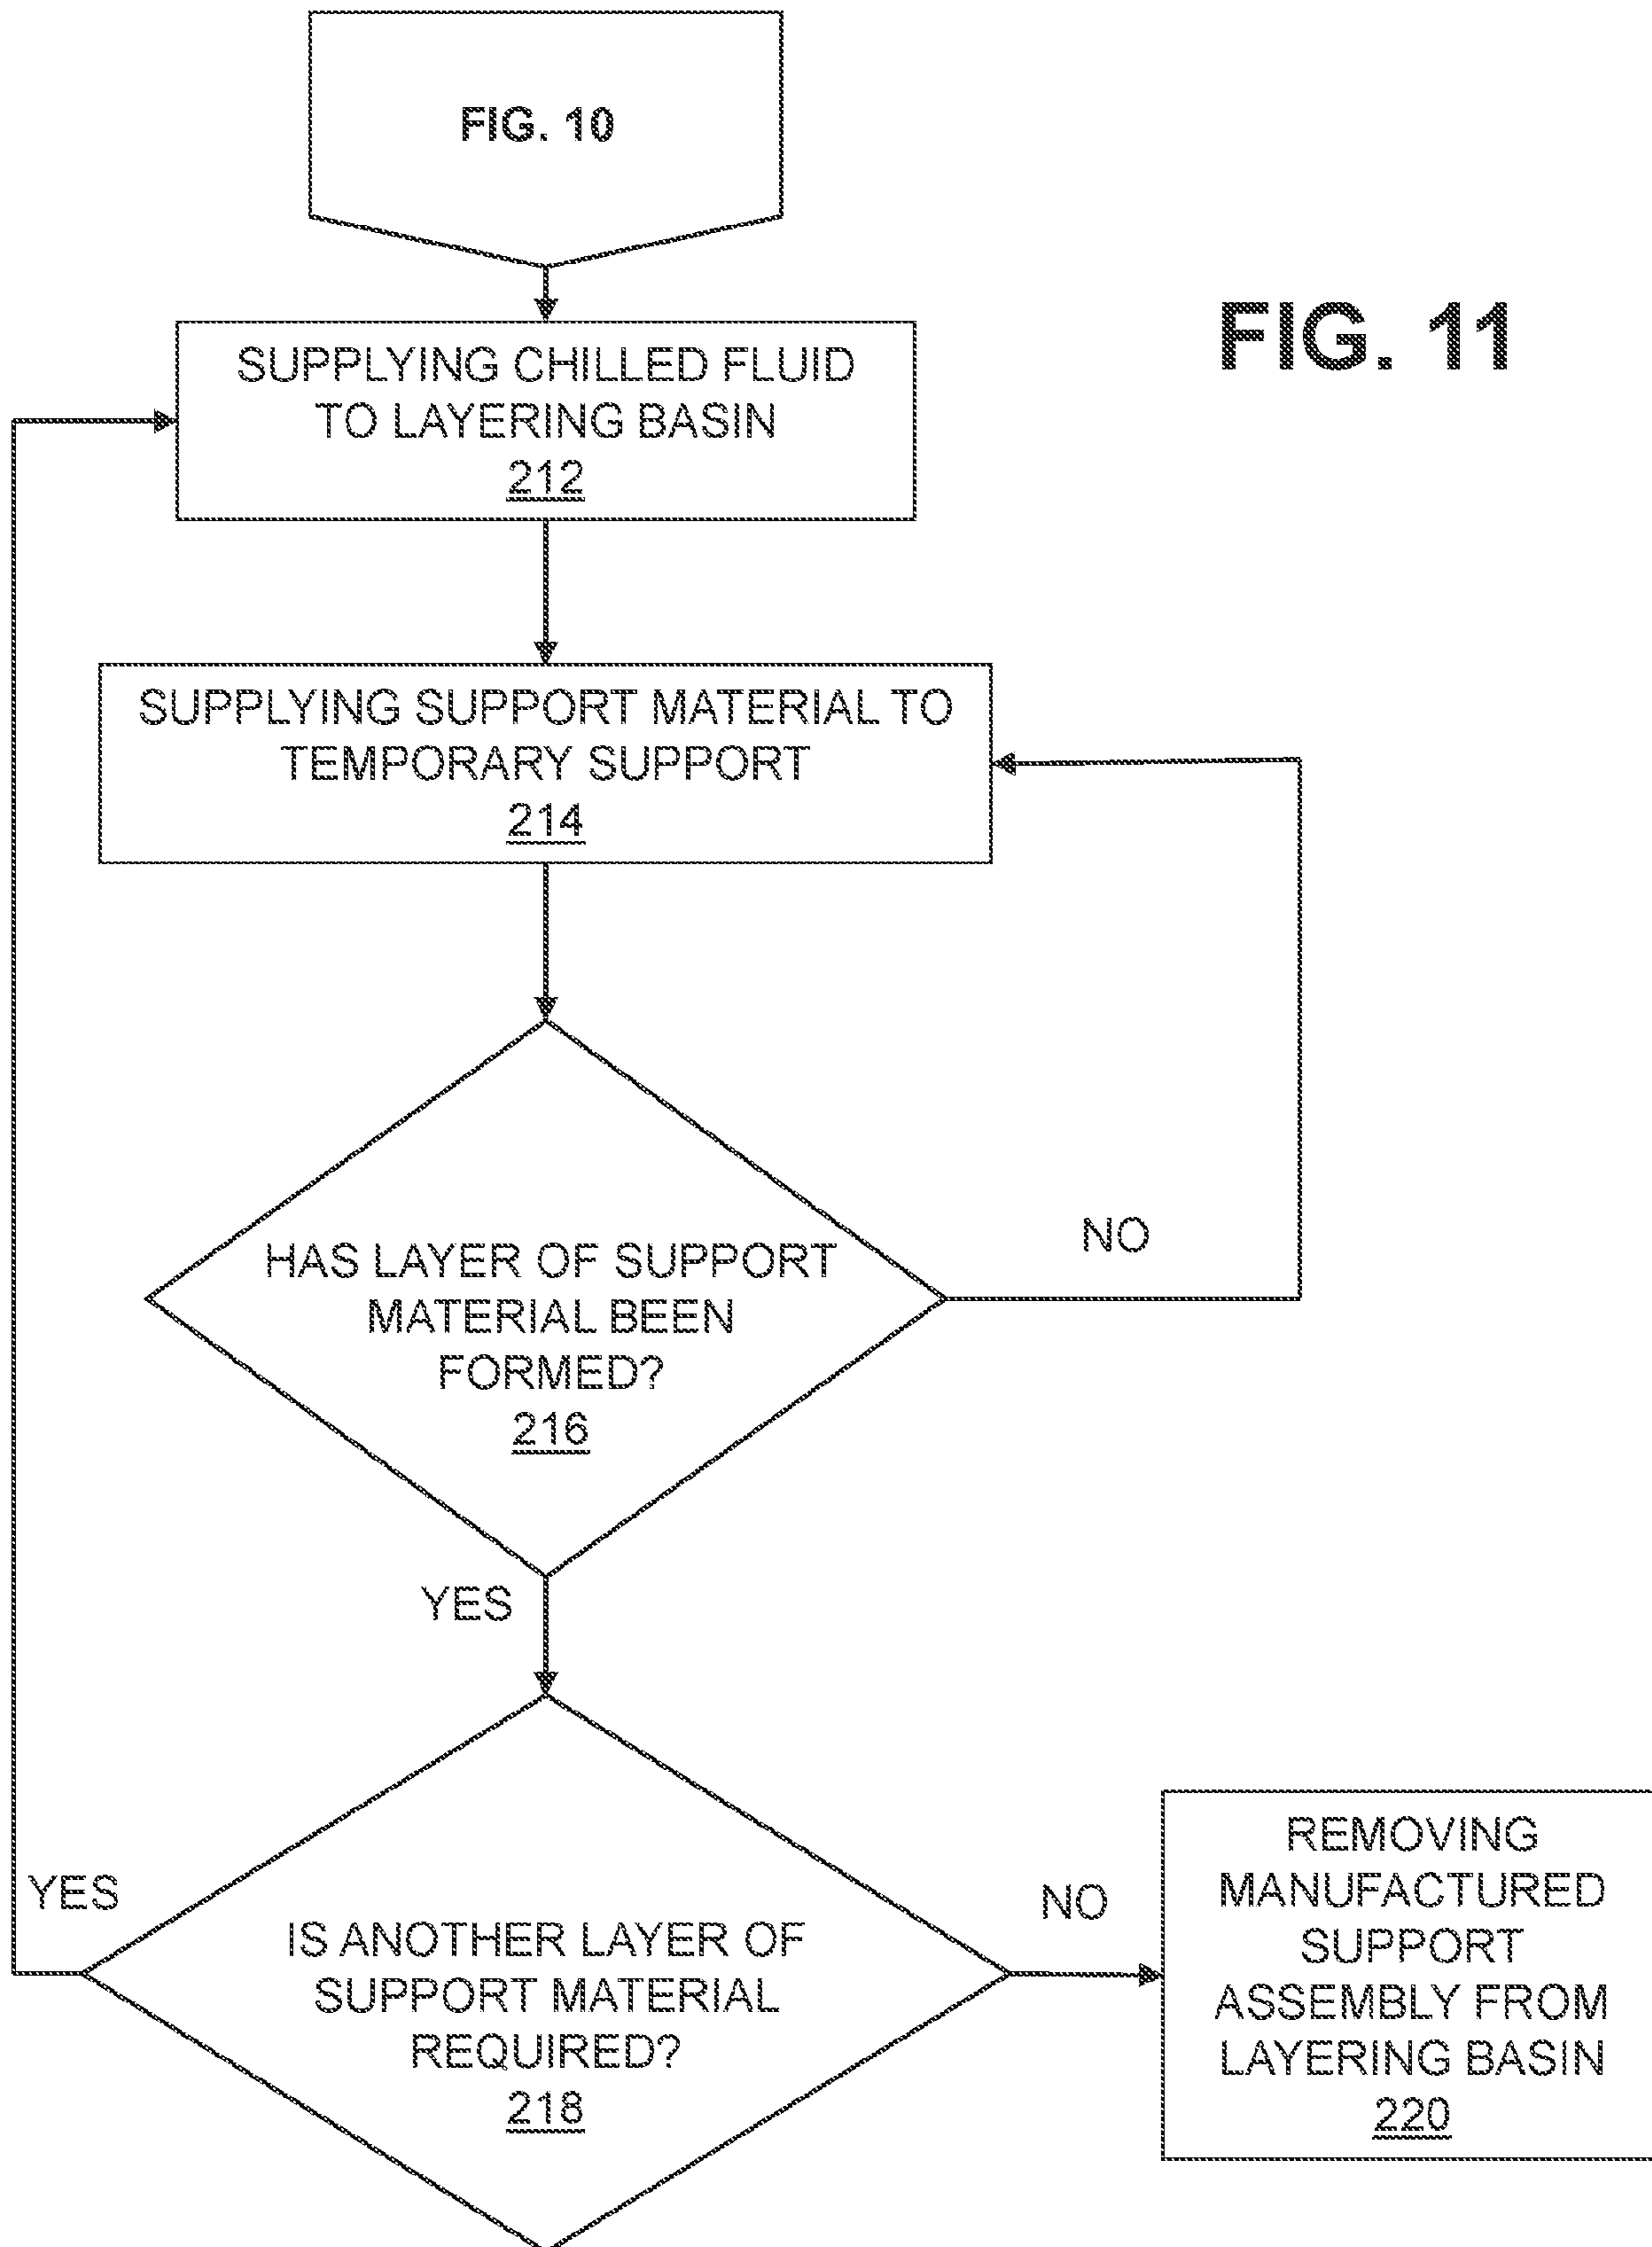 FIG. 10
FIG. 11
SUPPLYING CHILLED FLUID
TO LAYERING BASIN
212
SUPPLYING SUPPORT MATERIAL TO
TEMPORARY SUPPORT
214
HAS LAYER OF SUPPORT
MATERIAL BEEN
FORMED?
216
NO
YES
IS ANOTHER LAYER OF
SUPPORT MATERIAL
REQUIRED?
218
YES
NO
REMOVING
MANUFACTURED
SUPPORT
ASSEMBLY FROM
LAYERING BASIN
220